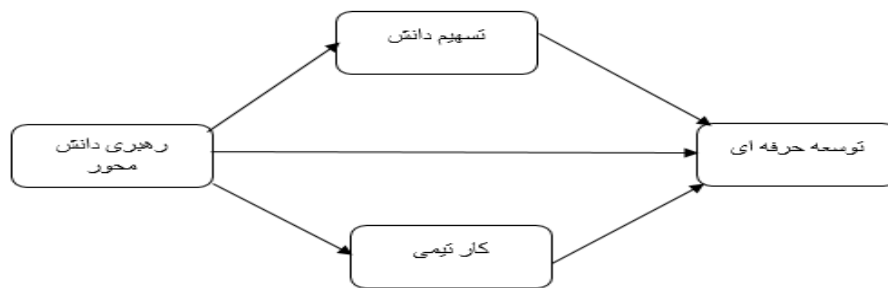 تسهیم دانش
رهبری دانش
محور
توسعه حرفه ای
کار تیمی